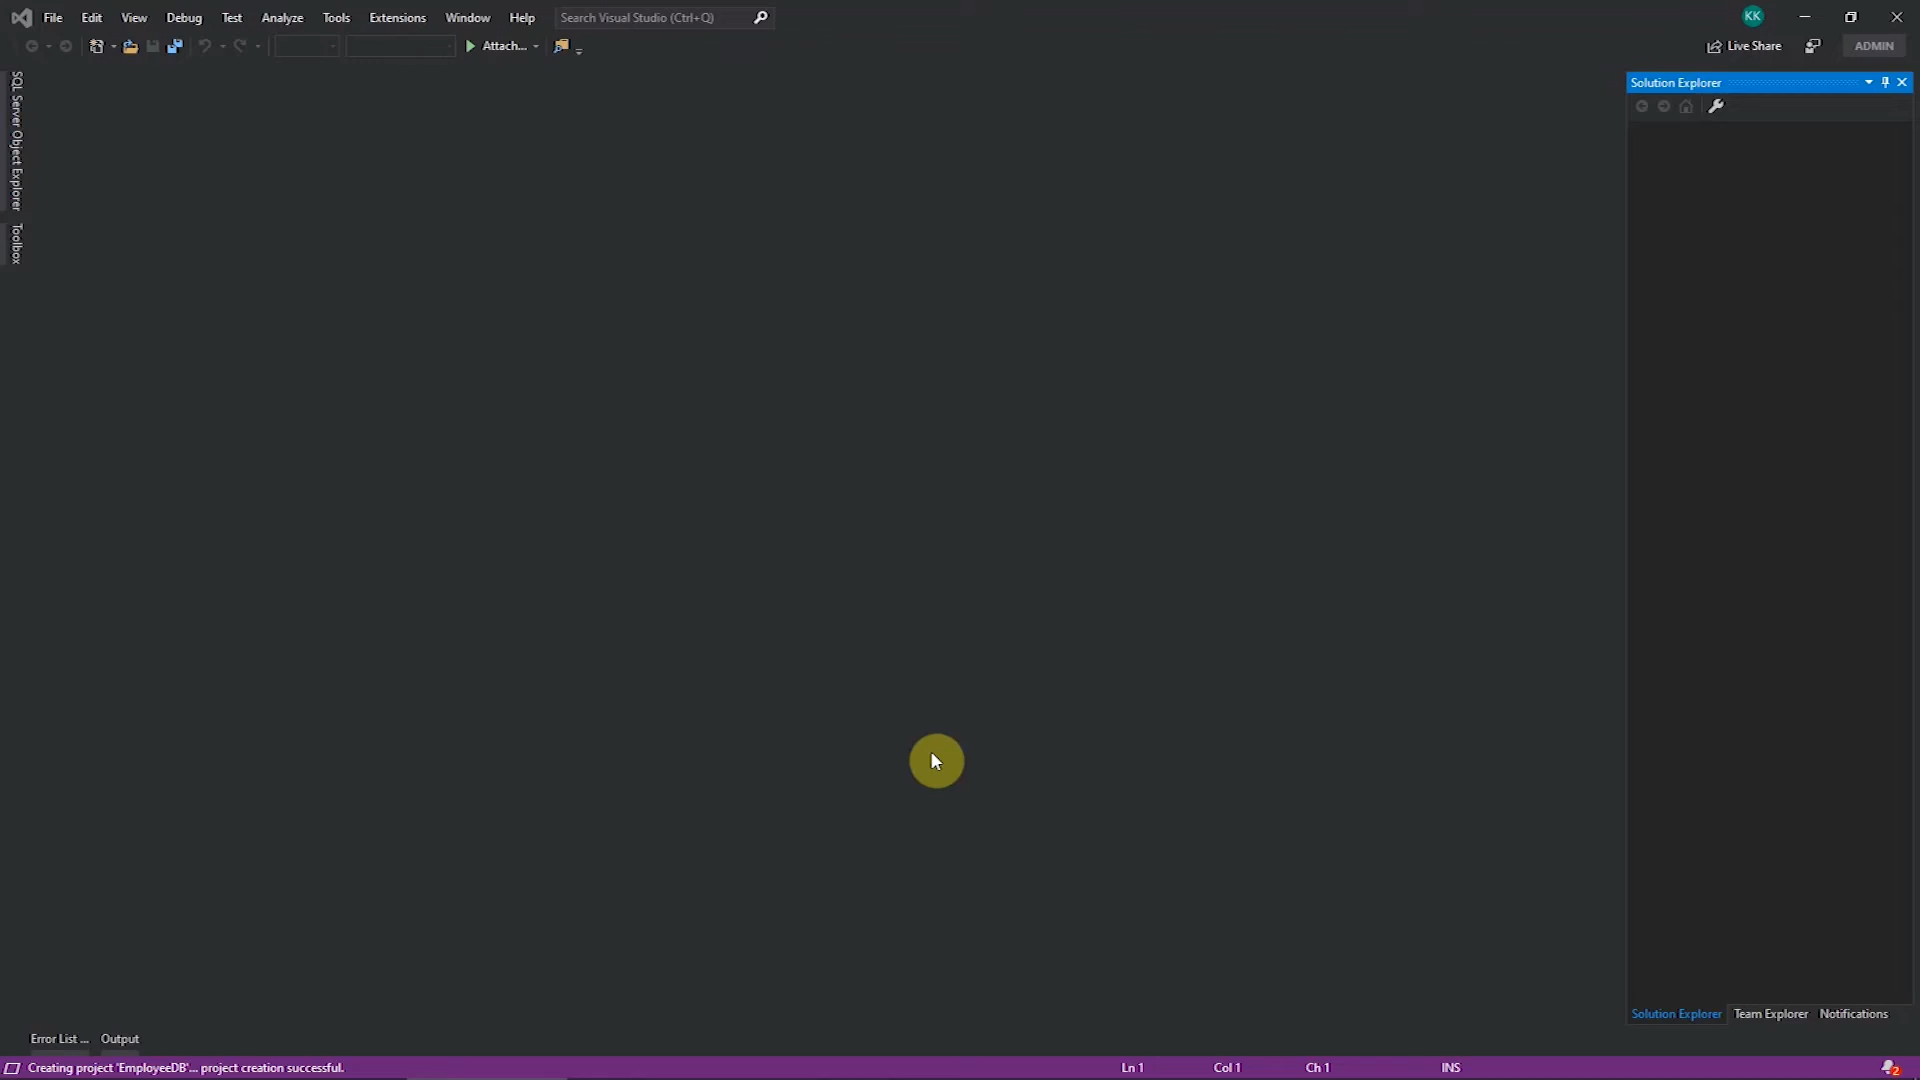 File Edit View Debug Test Analyze Tools Extensions Window Help Search Visual Studio (Ctrl+Q) KK
Attach... Live Share ADMIN
SQL Server Object Explorer
Toolbox
Solution Explorer
Solution Explorer Team Explorer Notifications
Error List ... Output
Creating project 'EmployeeDB'... project creation successful. Ln 1 Col 1 Ch 1 INS 2